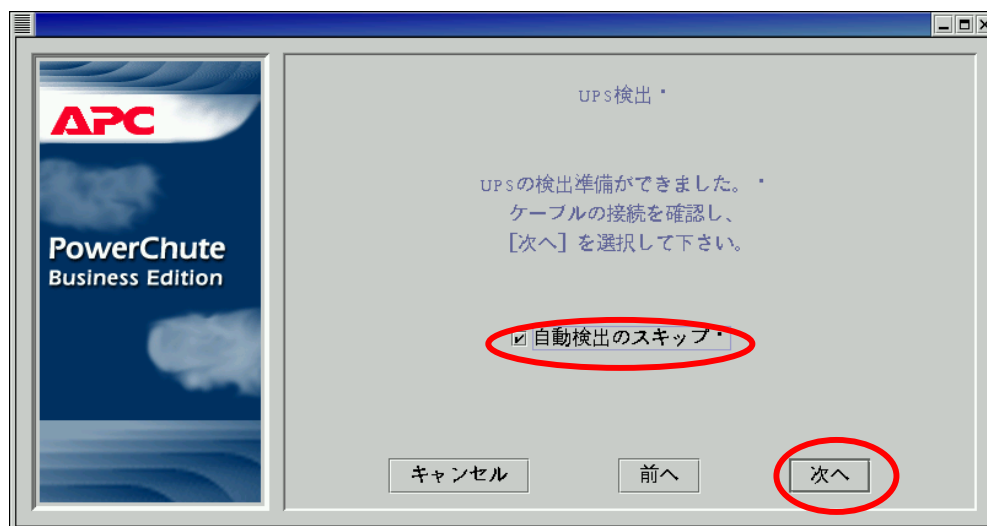 APC
PowerChute
Business Edition
UPS検出・
UPSの検出準備ができました。・
ケーブルの接続を確認し、
[次へ] を選択して下さい。
自動検出のスキップ・
キャンセル
前へ
次へ